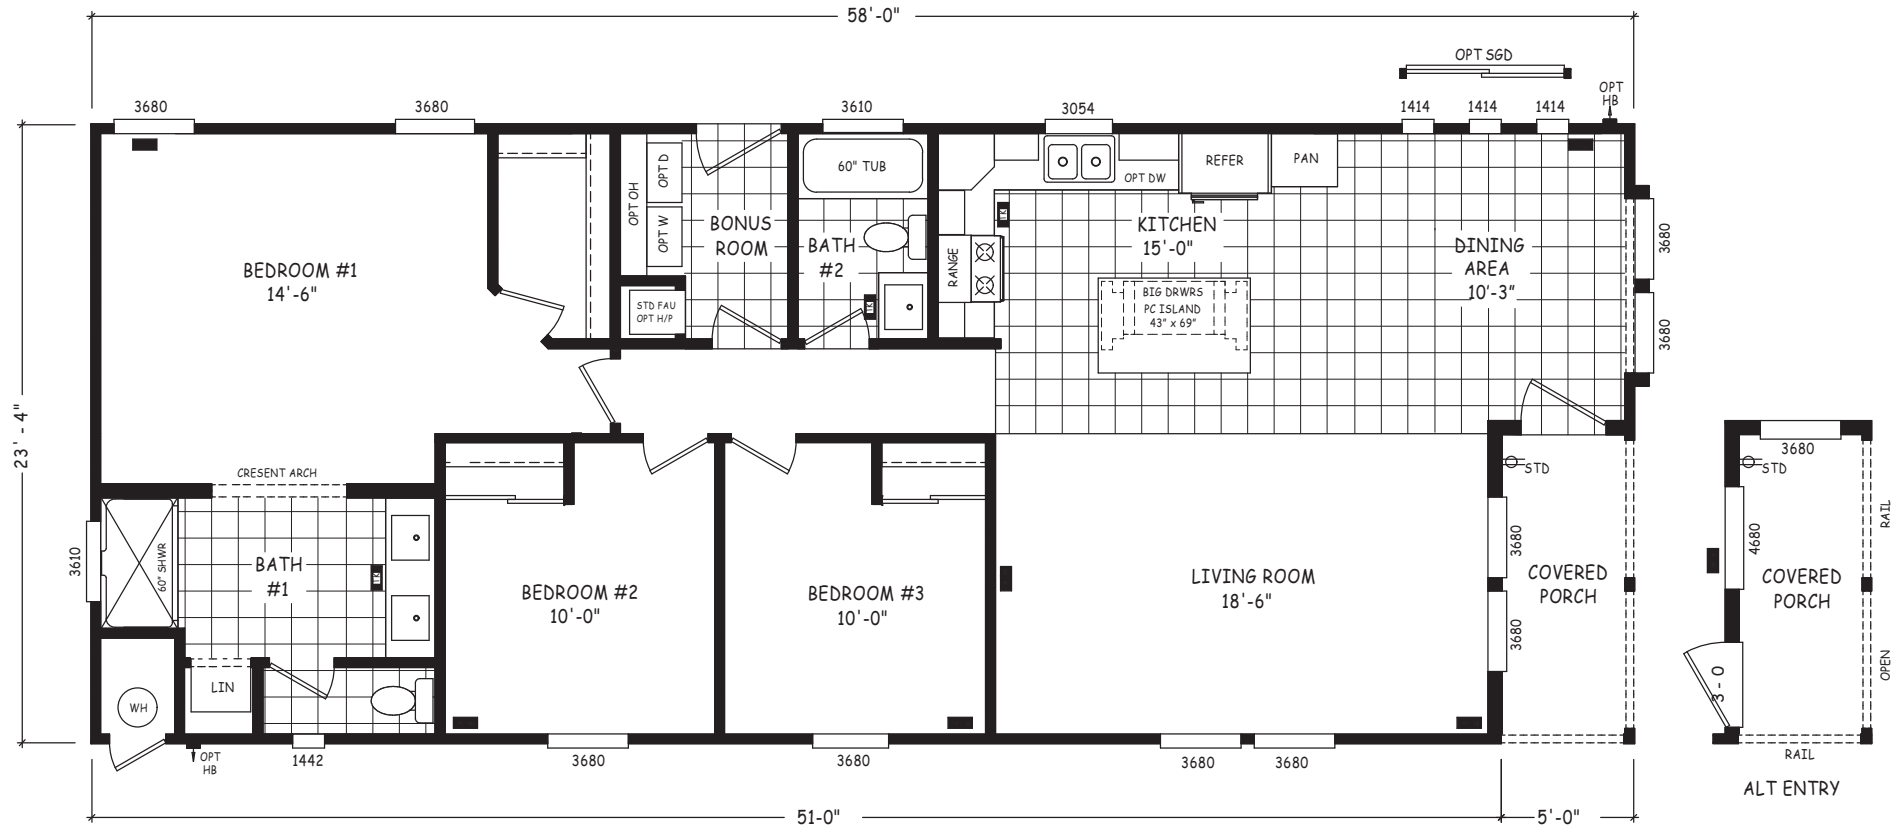 58'-0"
OPT SGD
OPT
HB
3680
3680
3610
3054
1414
1414
1414
OPT OH
OPT D
OPT W
60" TUB
OPT DW
REFER
PAN
BONUS
ROOM
BATH
#2
TK
RANGE
TK
KITCHEN
15'-0"
DINING
AREA
10'-3"
3680
3680
BEDROOM #1
14'-6"
STD FAU
OPT H/P
BIG DRWRS
PC ISLAND
43" x 69"
23' - 4"
CRESENT ARCH
3610
60" SHWR
BATH
#1
TK
BEDROOM #2
10'-0"
BEDROOM #3
10'-0"
LIVING ROOM
18'-6"
STD
3680
3680
COVERED
PORCH
3680
STD
4680
COVERED
PORCH
RAIL
OPEN
3 - 0
RAIL
ALT ENTRY
LIN
WH
OPT
HB
1442
3680
3680
3680
3680
51-0"
5'-0"